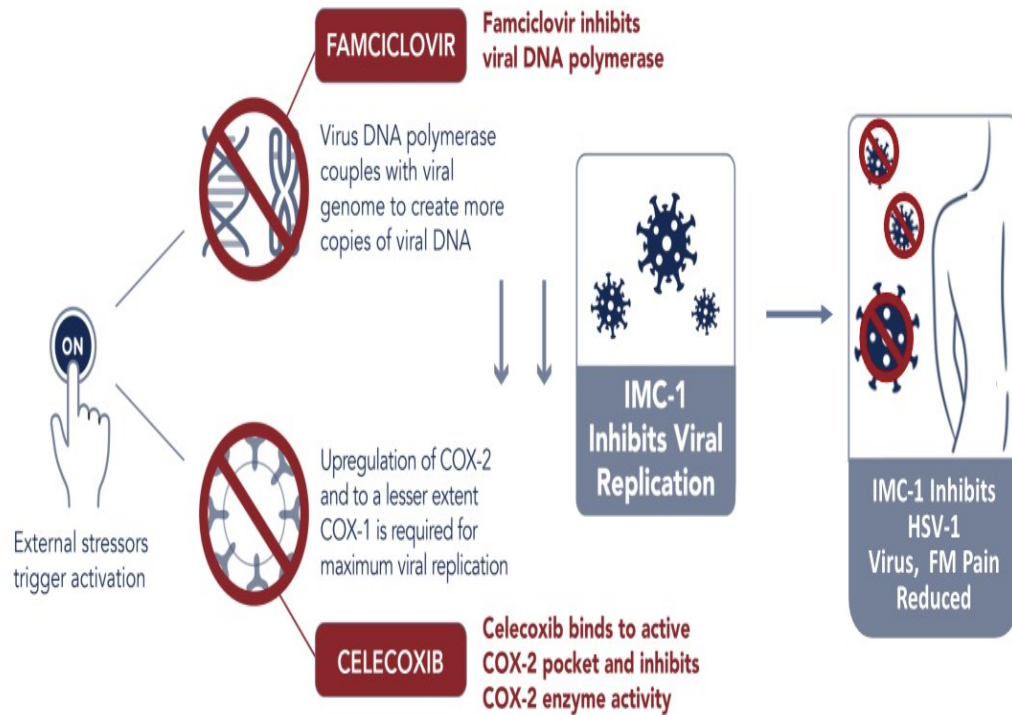 FAMCICLOVIR
Famciclovir inhibits
viral DNA polymerase
Virus DNA polymerase
couples with viral
genome to create more
copies of viral DNA
ON
External stressors
trigger activation
Upregulation of COX-2
and to a lesser extent
COX-1 is required for
maximum viral replication
CELECOXIB
Celecoxib binds to active
COX-2 pocket and inhibits
COX-2 enzyme activity
IMC-1
Inhibits Viral
Replication
IMC-1 Inhibits
HSV-1
Virus, FM Pain
Reduced